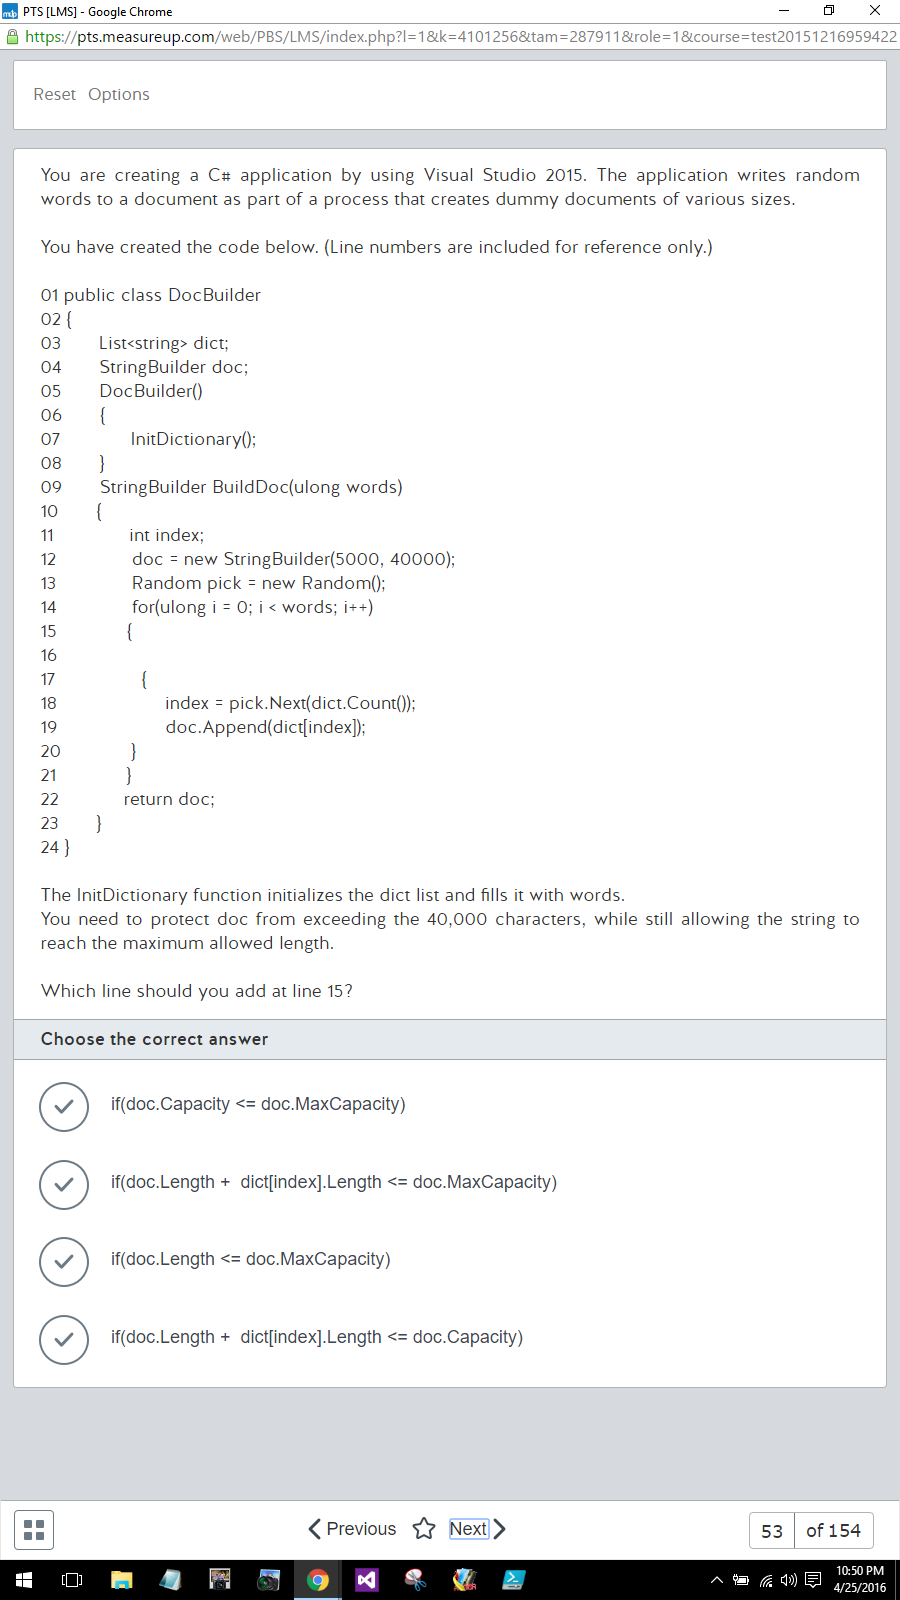 PTS [LMS] - Google Chrome
https://pts.measureup.com/web/PBS/LMS/index.php?l=1&k=4101256&tam=287911&role=1&course=test20151216959422
Reset Options
You are creating a C# application by using Visual Studio 2015. The application writes random
words to a document as part of a process that creates dummy documents of various sizes.
You have created the code below. (Line numbers are included for reference only.)
01 public class DocBuilder
02 {
03 List<string> dict;
04 StringBuilder doc;
05 DocBuilder()
06 {
07 InitDictionary();
08 }
09 StringBuilder BuildDoc(ulong words)
10 {
11 int index;
12 doc = new StringBuilder(5000, 40000);
13 Random pick = new Random();
14 for(ulong i = 0; i < words; i++)
15 {
16
17 {
18 index = pick.Next(dict.Count());
19 doc.Append(dict[index]);
20 }
21 }
22 return doc;
23 }
24 }
The InitDictionary function initializes the dict list and fills it with words.
You need to protect doc from exceeding the 40,000 characters, while still allowing the string to
reach the maximum allowed length.
Which line should you add at line 15?
Choose the correct answer
if(doc.Capacity <= doc.MaxCapacity)
if(doc.Length + dict[index].Length <= doc.MaxCapacity)
if(doc.Length <= doc.MaxCapacity)
if(doc.Length + dict[index].Length <= doc.Capacity)
Previous Next 53 of 154
10:50 PM
4/25/2016